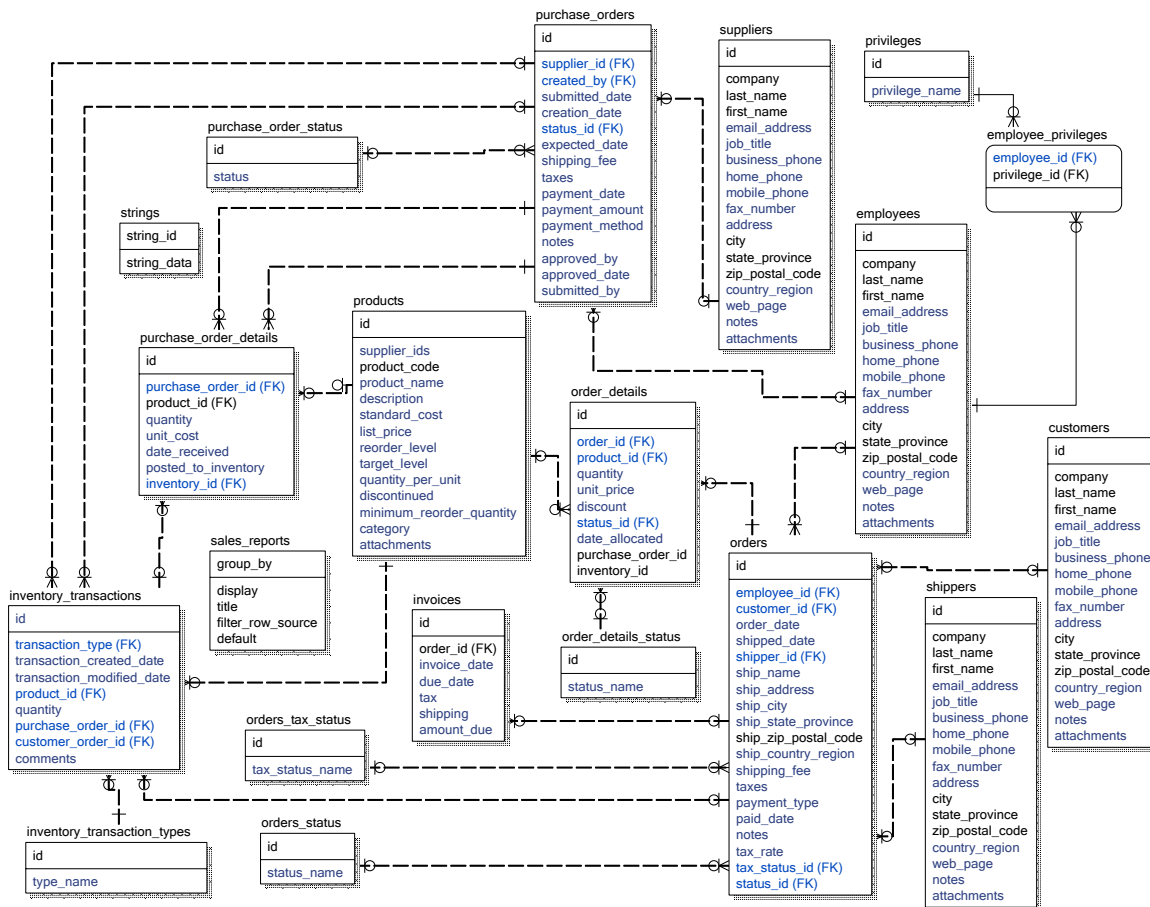 purchase_orders
id
supplier_id (FK)
created_by (FK)
submitted_date
creation_date
status_id (FK)
expected_date
shipping_fee
taxes
payment_date
payment_amount
payment_method
notes
approved_by
approved_date
submitted_by
suppliers
id
company
last_name
first_name
email_address
job_title
business_phone
home_phone
mobile_phone
fax_number
address
city
state_province
zip_postal_code
country_region
web_page
notes
attachments
privileges
id
privilege_name
employee_privileges
employee_id (FK)
privilege_id (FK)
purchase_order_status
id
status
strings
string_id
string_data
employees
id
company
last_name
first_name
email_address
job_title
business_phone
home_phone
mobile_phone
fax_number
address
city
state_province
zip_postal_code
country_region
web_page
notes
attachments
products
id
supplier_ids
product_code
product_name
description
standard_cost
list_price
reorder_level
target_level
quantity_per_unit
discontinued
minimum_reorder_quantity
category
attachments
purchase_order_details
id
purchase_order_id (FK)
product_id (FK)
quantity
unit_cost
date_received
posted_to_inventory
inventory_id (FK)
order_details
id
order_id (FK)
product_id (FK)
quantity
unit_price
discount
status_id (FK)
date_allocated
purchase_order_id
inventory_id
customers
id
company
last_name
first_name
email_address
job_title
business_phone
home_phone
mobile_phone
fax_number
address
city
state_province
zip_postal_code
country_region
web_page
notes
attachments
sales_reports
group_by
display
title
filter_row_source
default
orders
id
employee_id (FK)
customer_id (FK)
order_date
shipped_date
shipper_id (FK)
ship_name
ship_address
ship_city
ship_state_province
ship_zip_postal_code
ship_country_region
shipping_fee
taxes
payment_type
paid_date
notes
tax_rate
tax_status_id (FK)
status_id (FK)
shippers
id
company
last_name
first_name
email_address
job_title
business_phone
home_phone
mobile_phone
fax_number
address
city
state_province
zip_postal_code
country_region
web_page
notes
attachments
inventory_transactions
id
transaction_type (FK)
transaction_created_date
transaction_modified_date
product_id (FK)
quantity
purchase_order_id (FK)
customer_order_id (FK)
comments
invoices
id
order_id (FK)
invoice_date
due_date
tax
shipping
amount_due
order_details_status
id
status_name
orders_tax_status
id
tax_status_name
inventory_transaction_types
id
type_name
orders_status
id
status_name